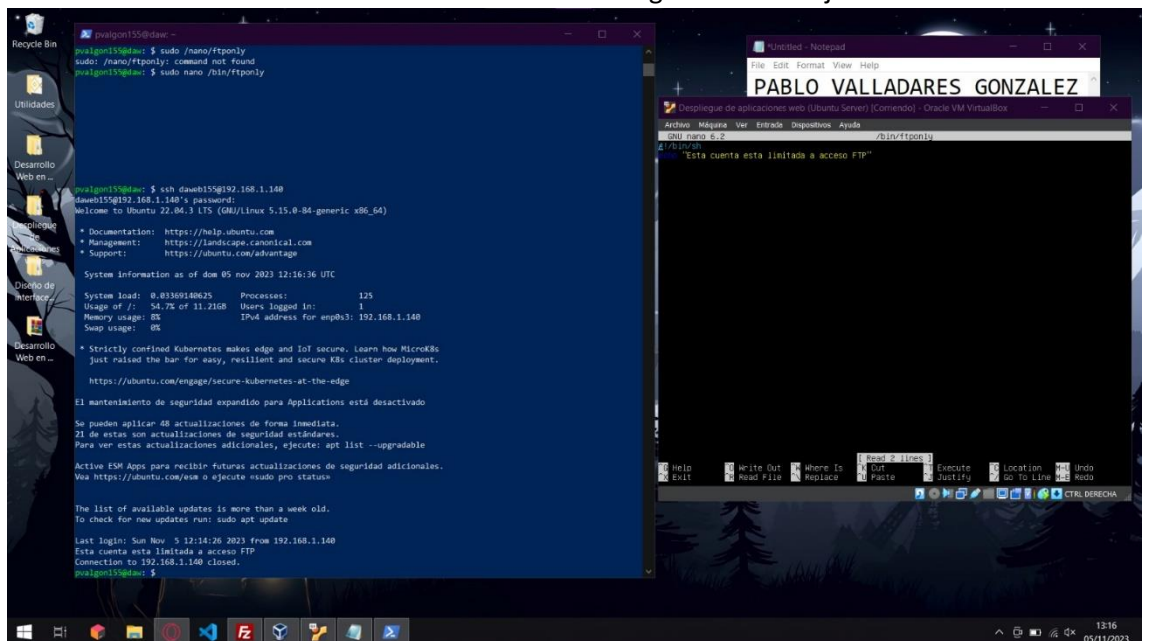 Recycle Bin
Utilidades
Desarrollo
Web en ...
Despliegue
de
Aplicaciones
Diseño de
Interface...
Desarrollo
Web en ...
pvalgon155@daw: ~
pvalgon155@daw: $ sudo /nano/ftponly
sudo: /nano/ftponly: command not found
pvalgon155@daw: $ sudo nano /bin/ftponly
pvalgon155@daw: $ ssh daweb155@192.168.1.140
daweb155@192.168.1.140's password:
Welcome to Ubuntu 22.04.3 LTS (GNU/Linux 5.15.0-84-generic x86_64)
* Documentation: https://help.ubuntu.com
* Management: https://landscape.canonical.com
* Support: https://ubuntu.com/advantage
System information as of dom 05 nov 2023 12:16:36 UTC
System load: 0.03369140625 Processes: 125
Usage of /: 54.7% of 11.21GB Users logged in: 1
Memory usage: 8% IPv4 address for enp0s3: 192.168.1.140
Swap usage: 0%
* Strictly confined Kubernetes makes edge and IoT secure. Learn how MicroK8s
just raised the bar for easy, resilient and secure K8s cluster deployment.
https://ubuntu.com/engage/secure-kubernetes-at-the-edge
El mantenimiento de seguridad expandido para Applications está desactivado
Se pueden aplicar 48 actualizaciones de forma inmediata.
21 de estas son actualizaciones de seguridad estándares.
Para ver estas actualizaciones adicionales, ejecute: apt list --upgradable
Active ESM Apps para recibir futuras actualizaciones de seguridad adicionales.
Vea https://ubuntu.com/esm o ejecute «sudo pro status»
The list of available updates is more than a week old.
To check for new updates run: sudo apt update
Last login: Sun Nov 5 12:14:26 2023 from 192.168.1.140
Esta cuenta esta limitada a acceso FTP
Connection to 192.168.1.140 closed.
pvalgon155@daw: $
*Untitled - Notepad
File Edit Format View Help
PABLO VALLADARES GONZALEZ
Despliegue de aplicaciones web (Ubuntu Server) [Corriendo] - Oracle VM VirtualBox
Archivo Máquina Ver Entrada Dispositivos Ayuda
GNU nano 6.2 /bin/ftponly
#!/bin/sh
echo "Esta cuenta esta limitada a acceso FTP"
[ Read 2 lines ]
^G Help ^O Write Out ^W Where Is ^K Cut ^T Execute ^C Location M-U Undo
^X Exit ^R Read File ^\ Replace ^U Paste ^J Justify ^/ Go To Line M-E Redo
CTRL DERECHA
13:16
05/11/2023